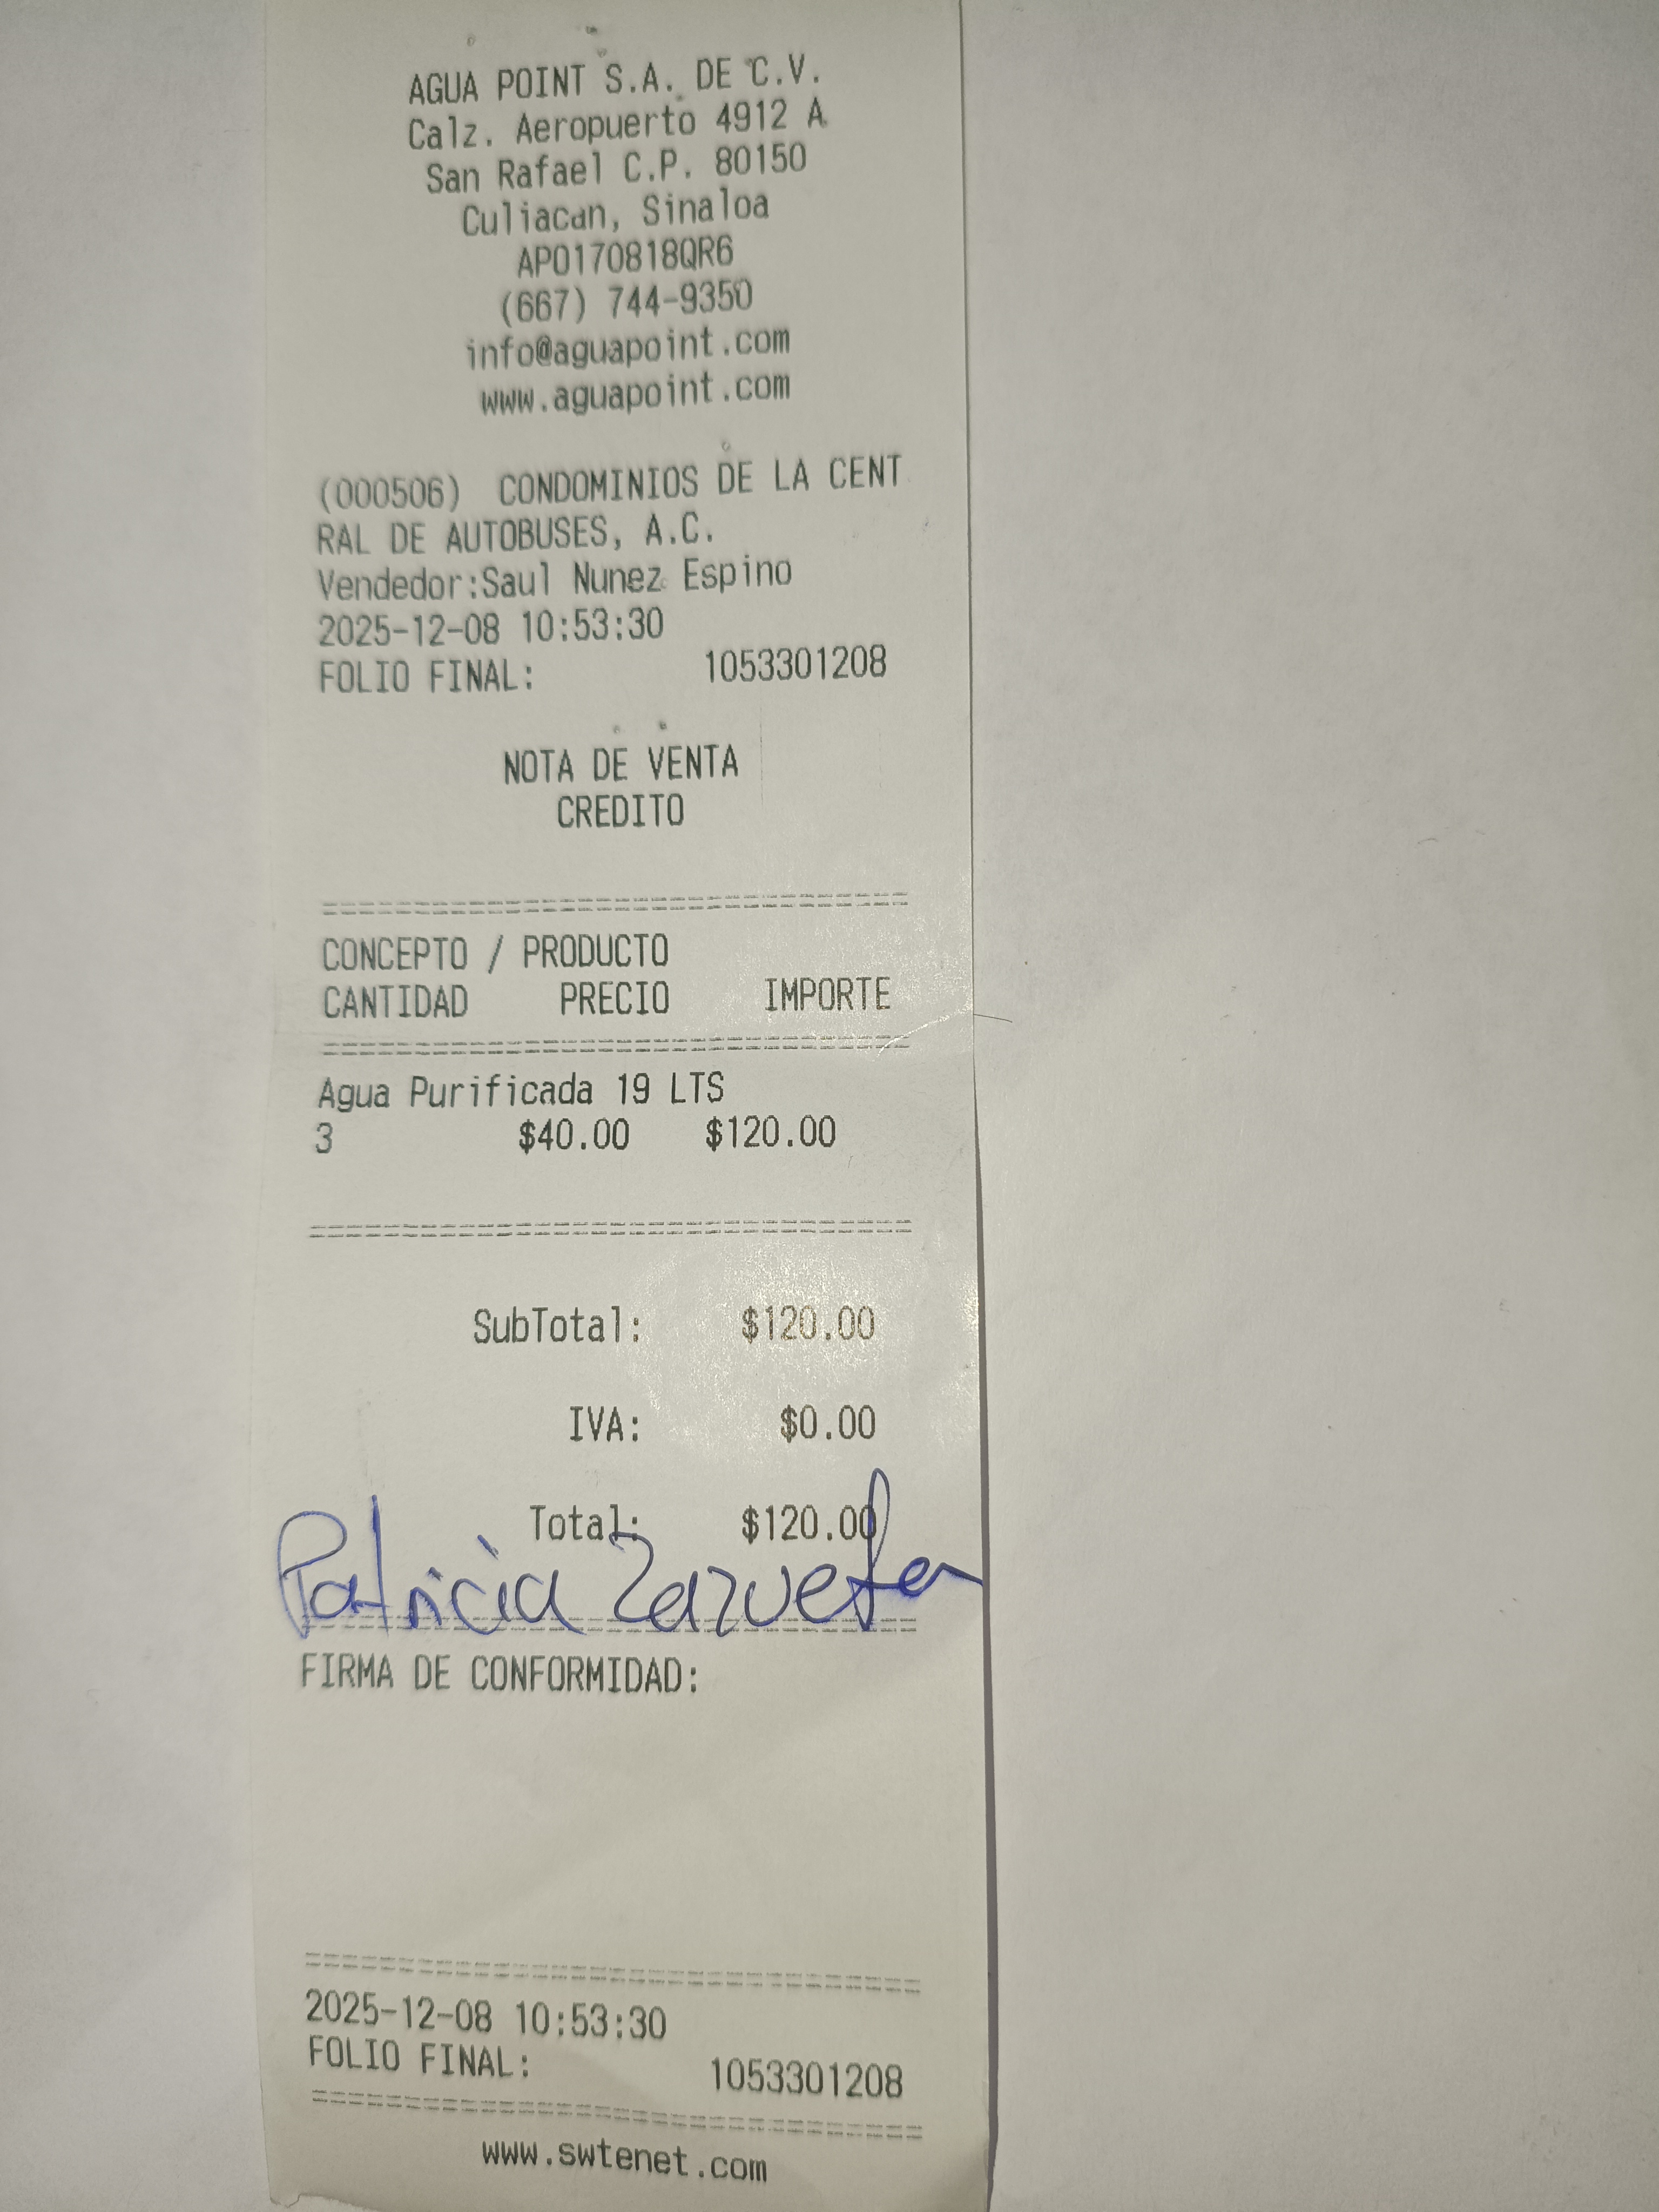 AGUA POINT S.A. DE C.V.
Calz. Aeropuerto 4912 A
San Rafael C.P. 80150
Culiacan, Sinaloa
APO170818QR6
(667) 744-9350
info@aguapoint.com
www.aguapoint.com
(000506) CONDOMINIOS DE LA CENT
RAL DE AUTOBUSES, A.C.
Vendedor:Saul Nunez Espino
2025-12-08 10:53:30
FOLIO FINAL: 1053301208
NOTA DE VENTA
CREDITO
CONCEPTO / PRODUCTO
CANTIDAD PRECIO IMPORTE
Agua Purificada 19 LTS
3 $40.00 $120.00
SubTotal: $120.00
IVA: $0.00
Total: $120.00
Patricia Zazueta
FIRMA DE CONFORMIDAD:
2025-12-08 10:53:30
FOLIO FINAL: 1053301208
www.swtenet.com